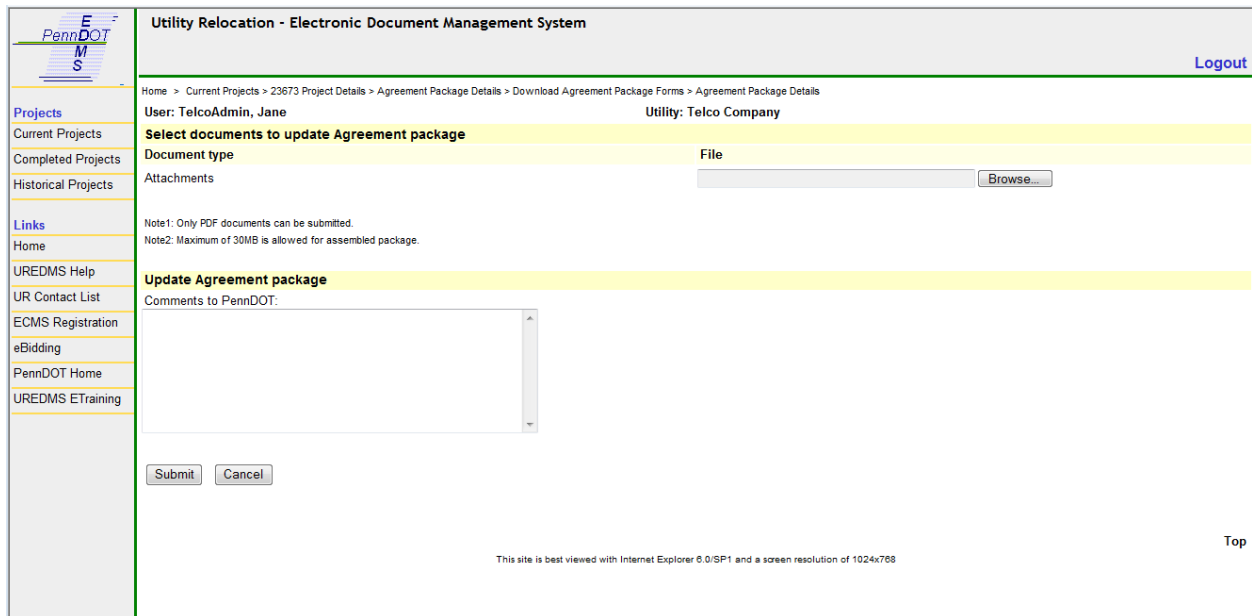 E
PennDOT
M
S
Utility Relocation - Electronic Document Management System
Logout
Home > Current Projects > 23673 Project Details > Agreement Package Details > Download Agreement Package Forms > Agreement Package Details
Projects
Current Projects
Completed Projects
Historical Projects
Links
Home
UREDMS Help
UR Contact List
ECMS Registration
eBidding
PennDOT Home
UREDMS ETraining
User: TelcoAdmin, Jane Utility: Telco Company
Select documents to update Agreement package
Document type File
Attachments Browse...
Note1: Only PDF documents can be submitted.
Note2: Maximum of 30MB is allowed for assembled package.
Update Agreement package
Comments to PennDOT:
Submit Cancel
Top
This site is best viewed with Internet Explorer 6.0/SP1 and a screen resolution of 1024x768